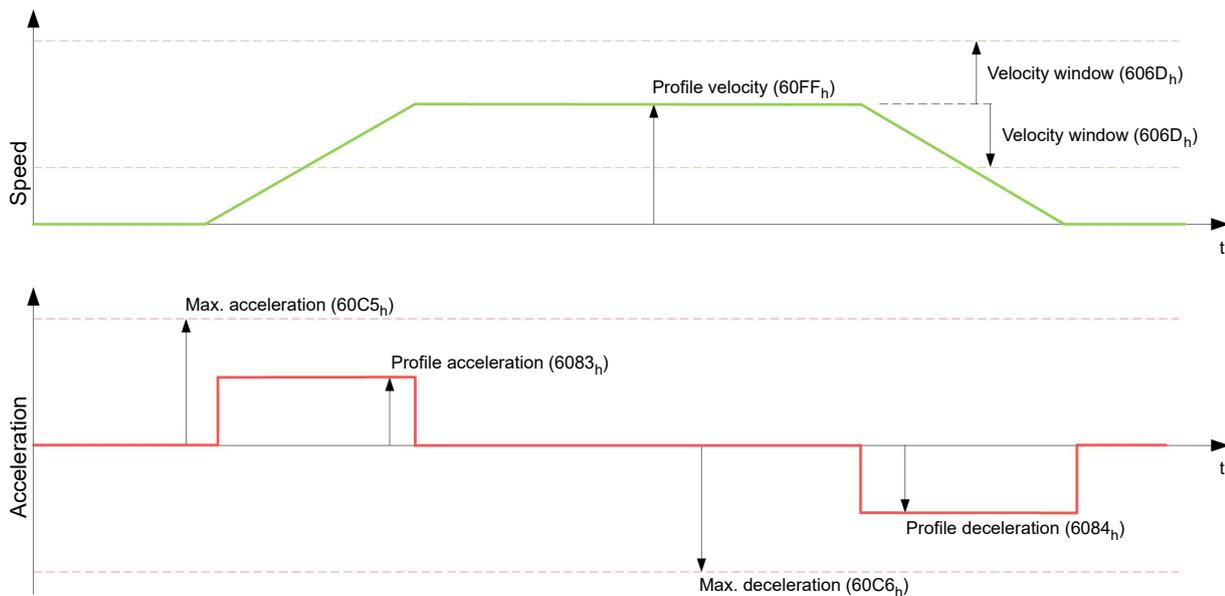 Velocity window (606Dh)
Profile velocity (60FFh)
Velocity window (606Dh)
Speed
t
Max. acceleration (60C5h)
Profile acceleration (6083h)
Acceleration
t
Profile deceleration (6084h)
Max. deceleration (60C6h)